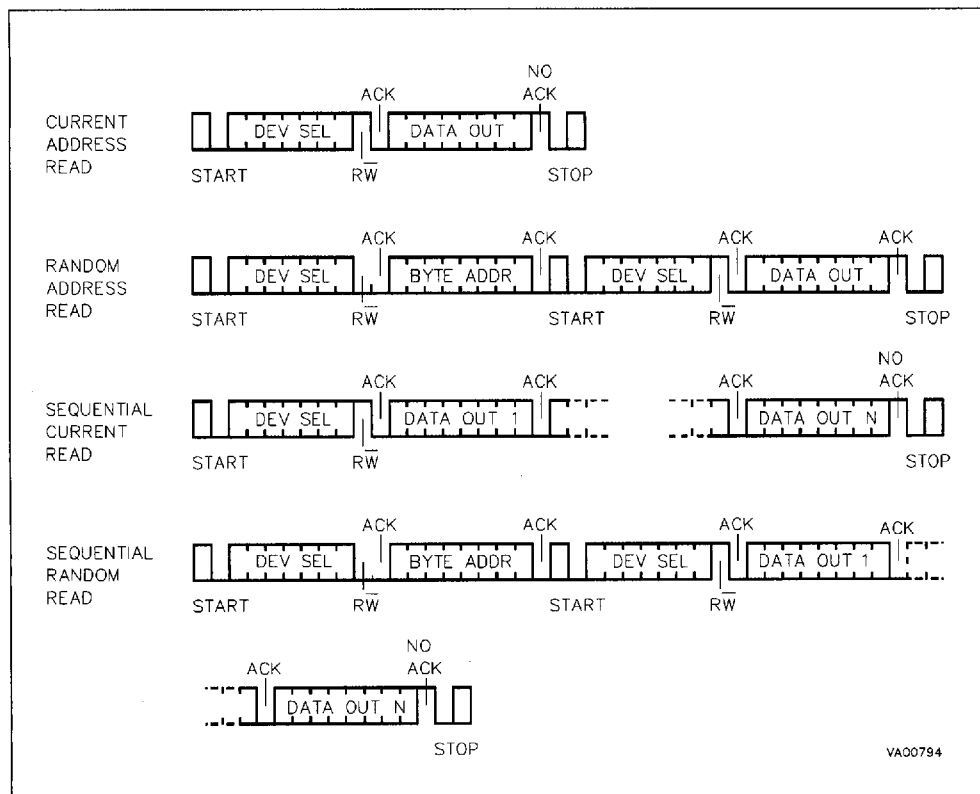 NO
ACK ACK
CURRENT
ADDRESS
READ
DEV SEL DATA OUT
START RW̅ STOP
ACK ACK ACK ACK
RANDOM
ADDRESS
READ
DEV SEL BYTE ADDR DEV SEL DATA OUT
START RW̅ START RW̅ STOP
NO
ACK ACK ACK ACK
SEQUENTIAL
CURRENT
READ
DEV SEL DATA OUT 1 DATA OUT N
START RW̅ STOP
ACK ACK ACK ACK
SEQUENTIAL
RANDOM
READ
DEV SEL BYTE ADDR DEV SEL DATA OUT 1
START RW̅ START RW̅
NO
ACK ACK
DATA OUT N
STOP
VA00794